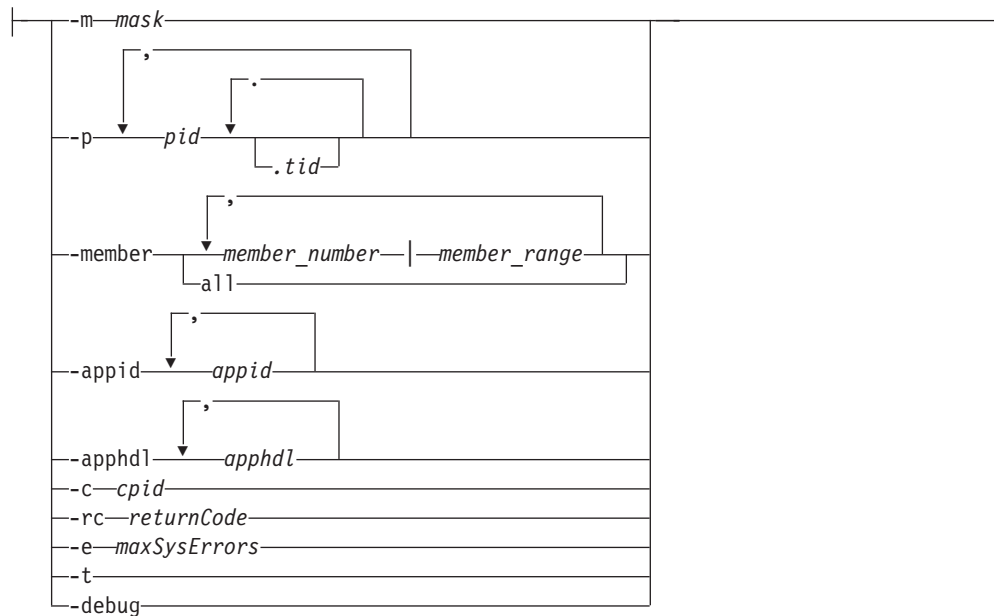 -m mask
,
.
-p pid
.tid
,
-member member_number | member_range
all
,
-appid appid
,
-apphdl apphdl
-c cpid
-rc returnCode
-e maxSysErrors
-t
-debug